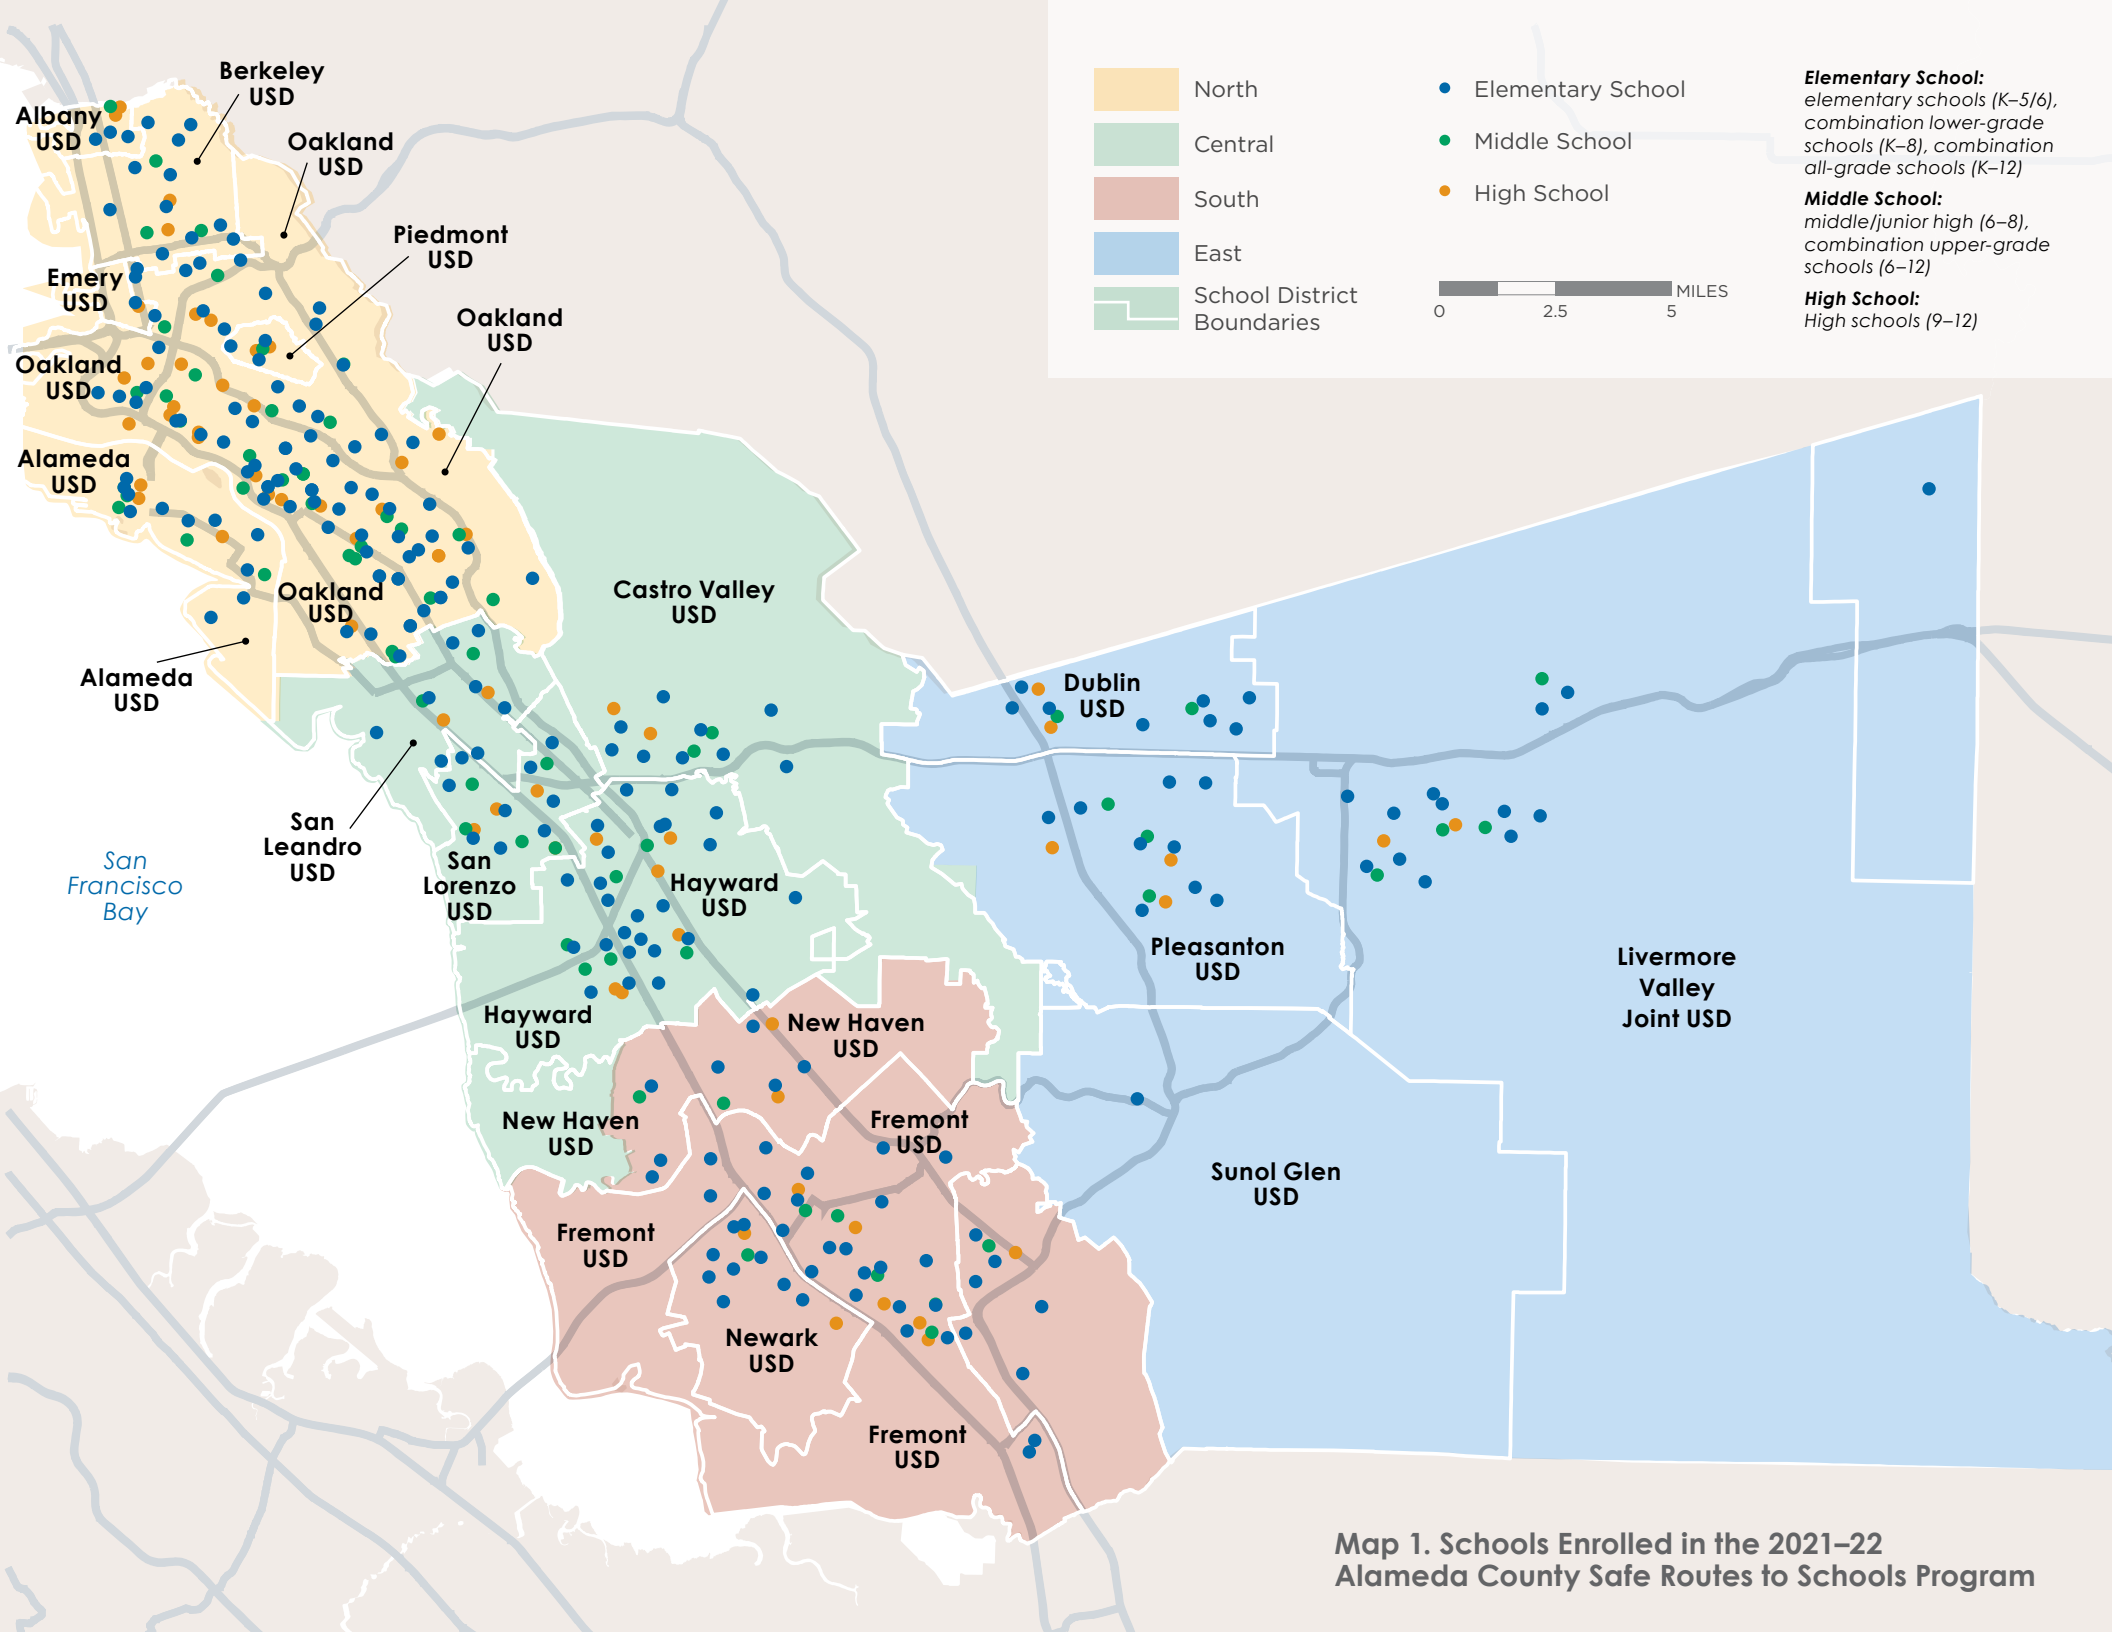 Berkeley
USD
Albany
USD
Oakland
USD
Piedmont
USD
Emery
USD
Oakland
USD
Oakland
USD
Alameda
USD
Oakland
USD
Alameda
USD
Castro Valley
USD
San
Leandro
USD
San
Francisco
Bay
San
Lorenzo
USD
Hayward
USD
Hayward
USD
New Haven
USD
New Haven
USD
Fremont
USD
Fremont
USD
Newark
USD
Fremont
USD
Dublin
USD
Pleasanton
USD
Livermore
Valley
Joint USD
Sunol Glen
USD
North
Central
South
East
School District
Boundaries
Elementary School
Middle School
High School
MILES
0 2.5 5
Elementary School:
elementary schools (K–5/6),
combination lower-grade
schools (K–8), combination
all-grade schools (K–12)
Middle School:
middle/junior high (6–8),
combination upper-grade
schools (6–12)
High School:
High schools (9–12)
Map 1. Schools Enrolled in the 2021–22
Alameda County Safe Routes to Schools Program